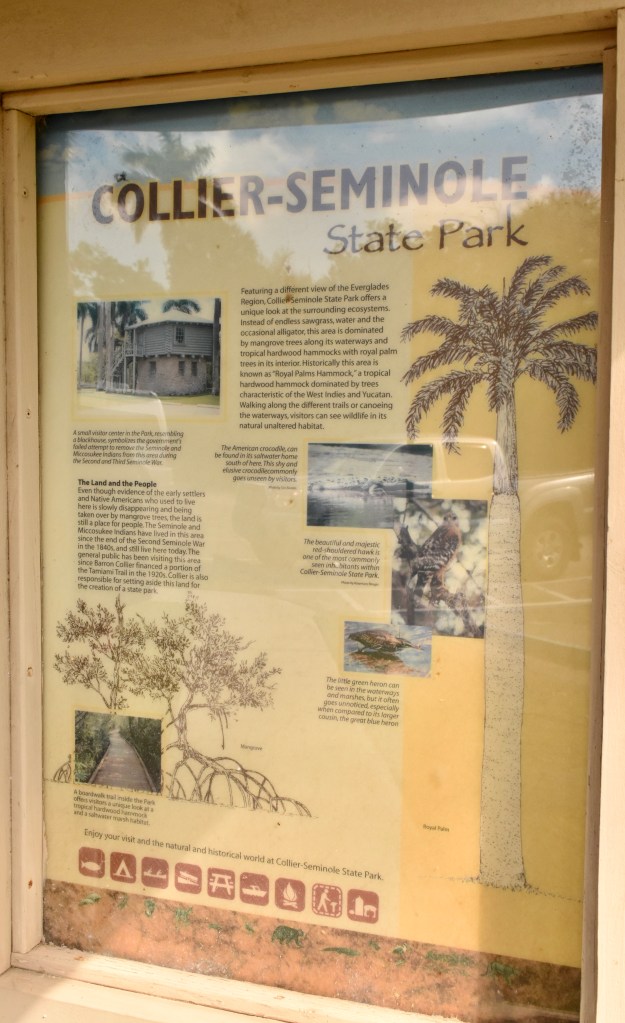 COLLIER-SEMINOLE
State Park
Featuring a different view of the Everglades
Region, Collier-Seminole State Park offers a
unique look at the surrounding ecosystems.
Instead of endless sawgrass, water and the
occasional alligator, this area is dominated
by mangrove trees along its waterways and
tropical hardwood hammocks with royal palm
trees in its interior. Historically this area is
known as "Royal Palms Hammock," a tropical
hardwood hammock dominated by trees
characteristic of the West Indies and Yucatan.
Walking along the different trails or canoeing
the waterways, visitors can see wildlife in its
natural unaltered habitat.
A small visitor center in the Park, resembling
a blockhouse, symbolizes the government's
failed attempt to remove the Seminole and
Miccosukee Indians from this area during
the Second and Third Seminole War.
The American crocodile, can
be found in its saltwater home
south of here. This shy and
elusive crocodile commonly
goes unseen by visitors.
The Land and the People
Even though evidence of the early settlers
and Native Americans who used to live
here is slowly disappearing and being
taken over by mangrove trees, the land is
still a place for people. The Seminole and
Miccosukee Indians have lived in this area
since the end of the Second Seminole War
in the 1840s, and still live here today. The
general public has been visiting this area
since Barron Collier financed a portion of
the Tamiami Trail in the 1920s. Collier is also
responsible for setting aside this land for
the creation of a state park.
The beautiful and majestic
red-shouldered hawk is
one of the most commonly
seen inhabitants within
Collier-Seminole State Park.
The little green heron can
be seen in the waterways
and marshes, but it often
goes unnoticed, especially
when compared to its larger
cousin, the great blue heron
Mangrove
A boardwalk trail inside the Park
offers visitors a unique look at a
tropical hardwood hammock
and a saltwater marsh habitat.
Royal Palm
Enjoy your visit and the natural and historical world at Collier-Seminole State Park.